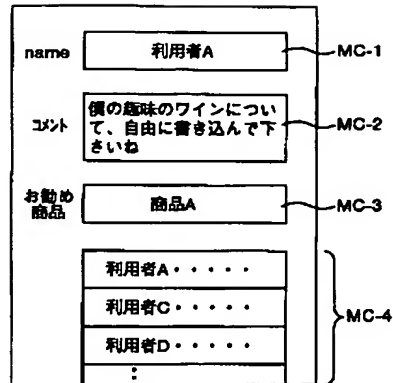 name 利用者A MC-1
コメント 僕の趣味のワインについ
て、自由に書き込んで下
さいね MC-2
お勧め
商品 商品A MC-3
利用者A・・・・・
利用者C・・・・・
利用者D・・・・・
MC-4